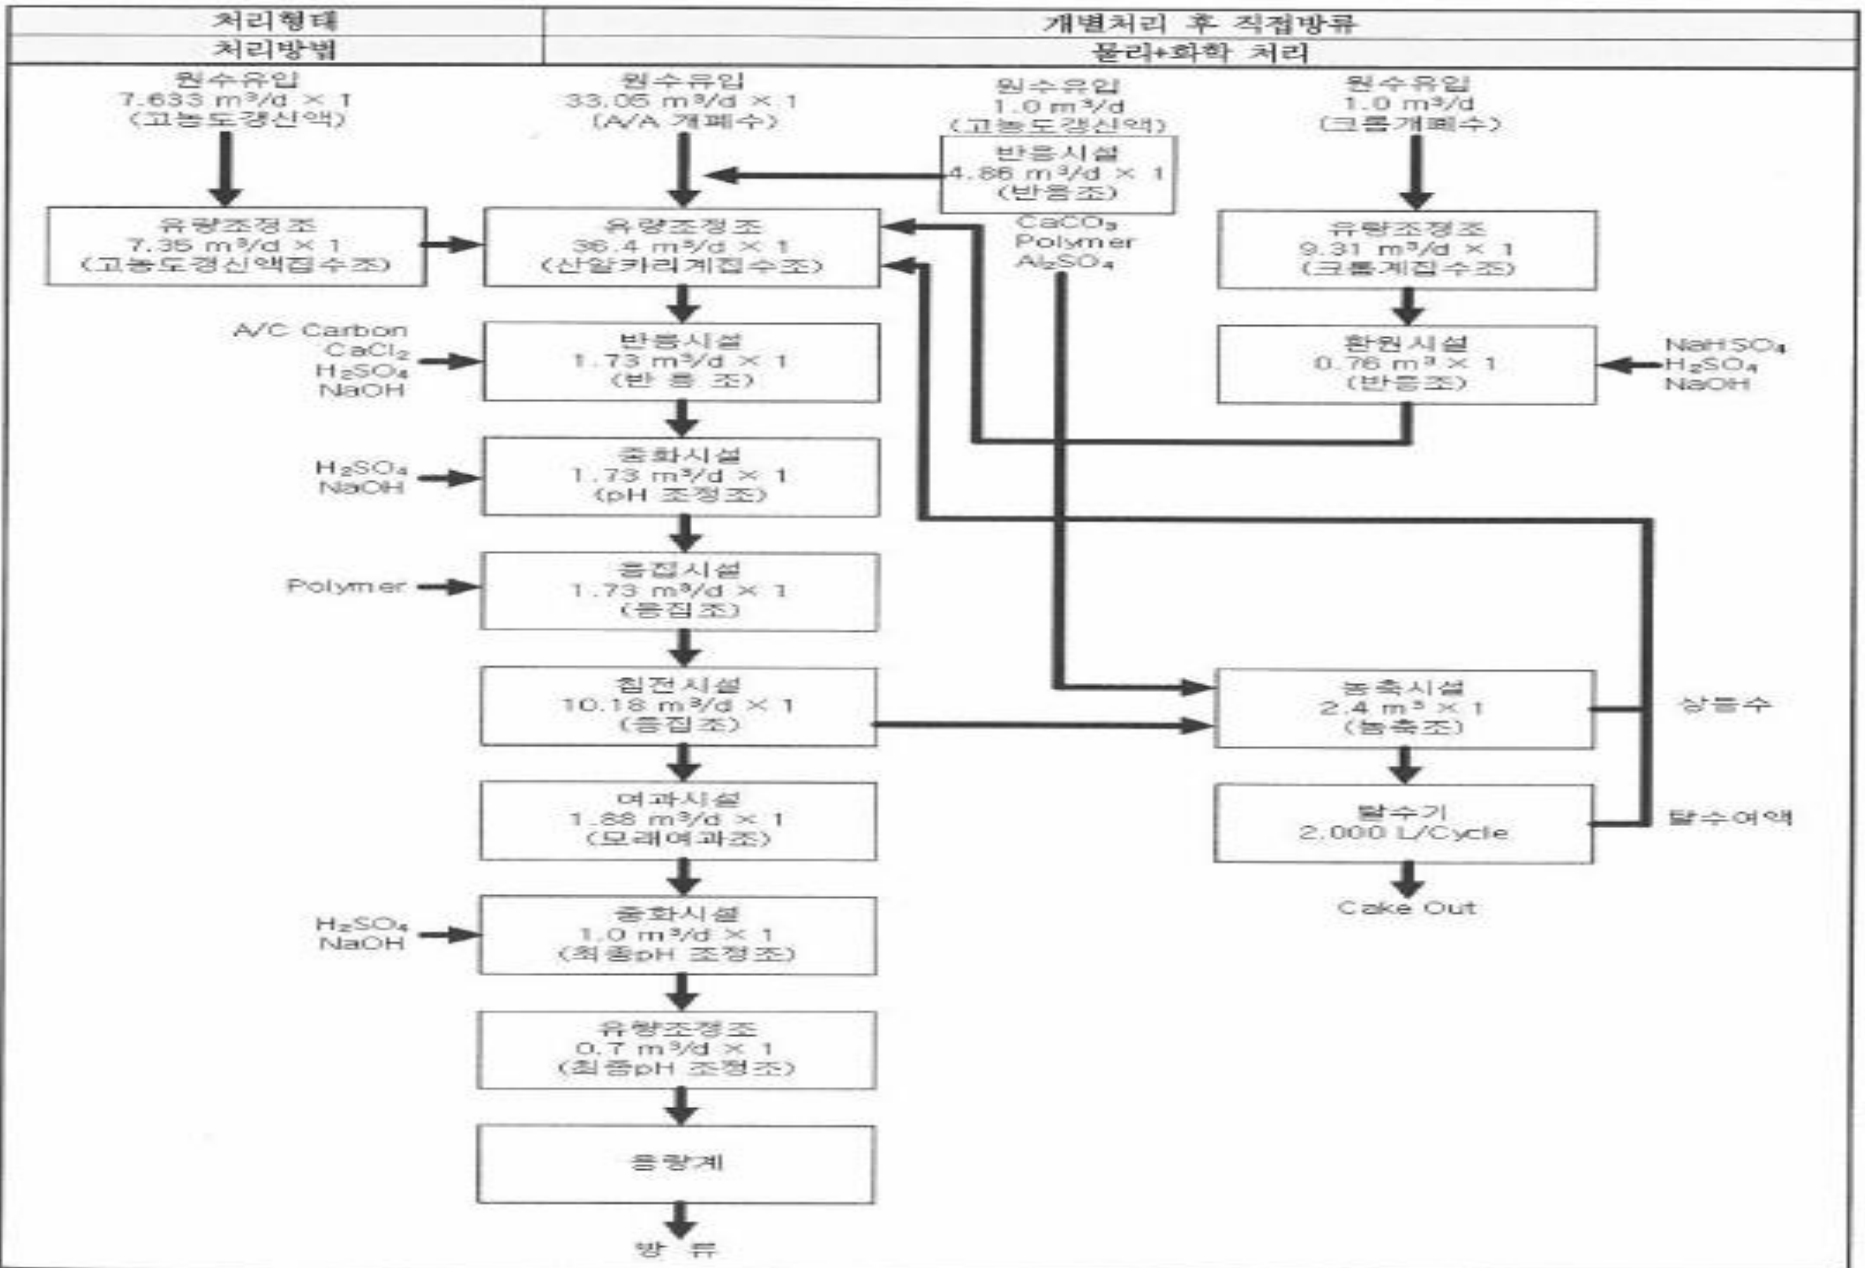 처리형태
개별처리 후 직접방류
처리방법
물리+화학 처리
원수유입
7.633 m³/d × 1
(고농도갱신액)
원수유입
33.05 m³/d × 1
(A/A 개폐수)
원수유입
1.0 m³/d
(고농도갱신액)
원수유입
1.0 m³/d
(크롬개폐수)
반응시설
4.86 m³/d × 1
(반응조)
CaCO₃
Polymer
Al₂SO₄
유량조정조
7.35 m³/d × 1
(고농도갱신액집수조)
유량조정조
36.4 m³/d × 1
(산알카리계집수조)
유량조정조
9.31 m³/d × 1
(크롬계집수조)
A/C Carbon
CaCl₂
H₂SO₄
NaOH
반응시설
1.73 m³/d × 1
(반 응 조)
환원시설
0.76 m³ × 1
(반응조)
NaHSO₄
H₂SO₄
NaOH
H₂SO₄
NaOH
중화시설
1.73 m³/d × 1
(pH 조정조)
Polymer
응집시설
1.73 m³/d × 1
(응집조)
침전시설
10.18 m³/d × 1
(응집조)
농축시설
2.4 m³ × 1
(농축조)
상등수
여과시설
1.88 m³/d × 1
(모래여과조)
탈수기
2.000 L/Cycle
탈수여액
Cake Out
H₂SO₄
NaOH
중화시설
1.0 m³/d × 1
(최종pH 조정조)
유량조정조
0.7 m³/d × 1
(최종pH 조정조)
용량계
방 류